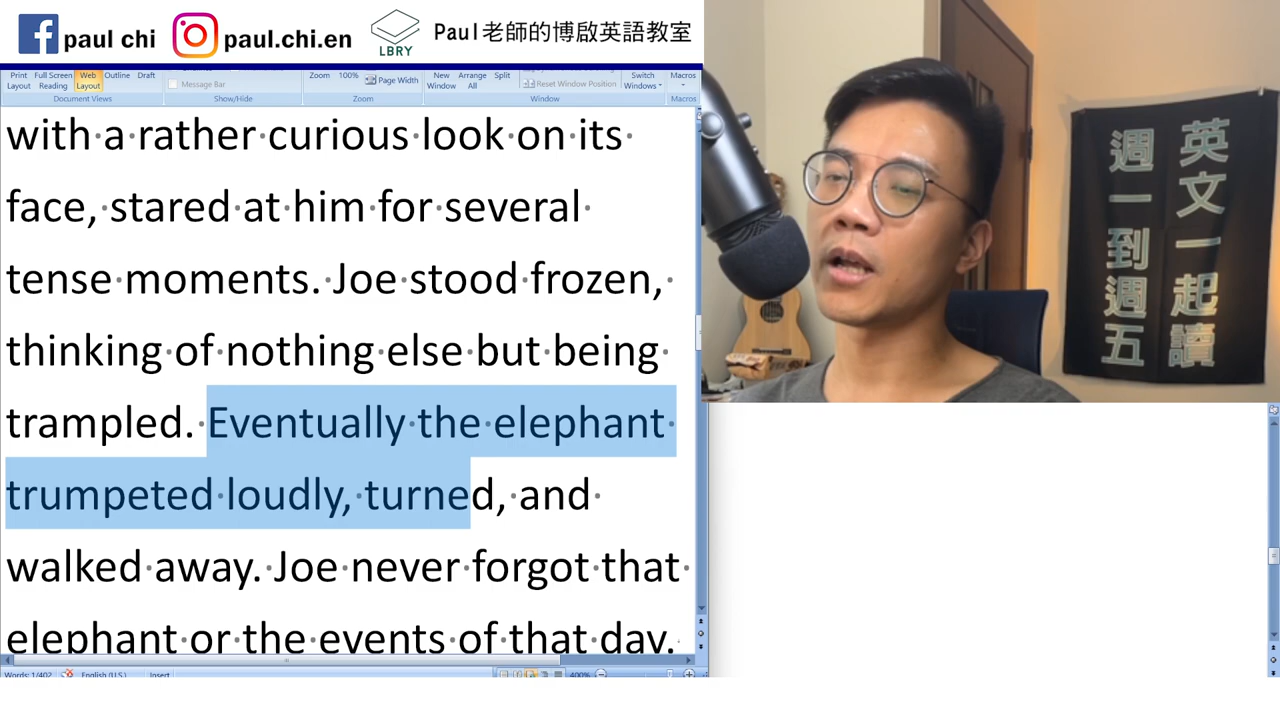 paul chi
paul.chi.en
LBRY
Paul老師的博啟英語教室
Print Layout
Full Screen Reading
Web Layout
Outline
Draft
Message Bar
Zoom
100%
Page Width
New Window
Arrange All
Split
Reset Window Position
Switch Windows
Macros
Document Views
Show/Hide
Zoom
Window
Macros
with a rather curious look on its
face, stared at him for several
tense moments. Joe stood frozen,
thinking of nothing else but being
trampled. Eventually the elephant
trumpeted loudly, turned, and
walked away. Joe never forgot that
elephant or the events of that day.
Words: 1/402
English (U.S.)
Insert
400%
英文一起讀
週一到週五